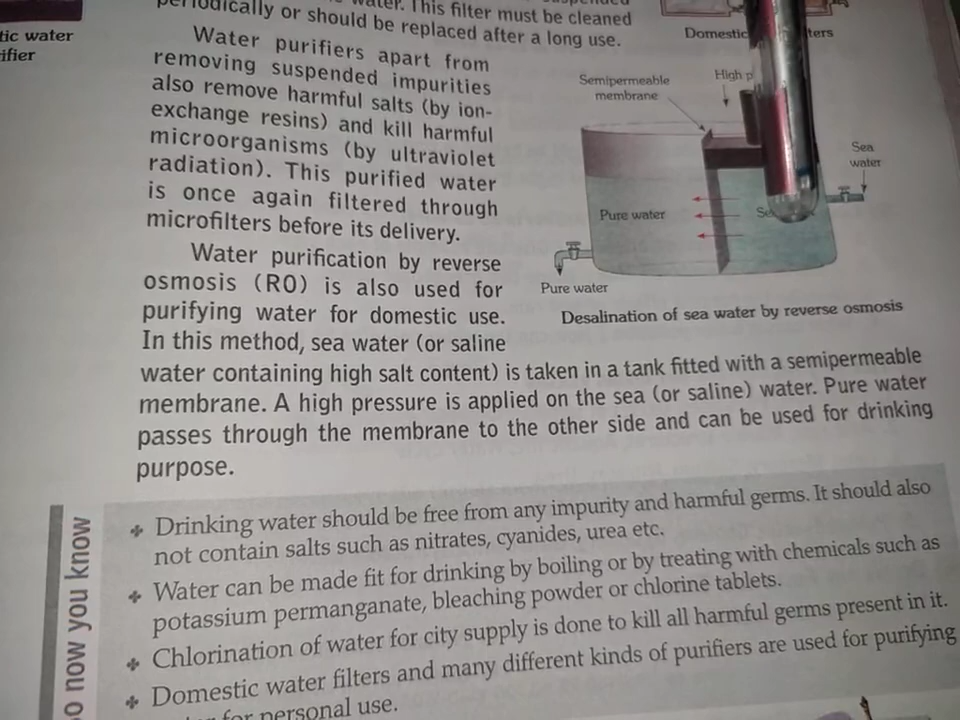 water. This filter must be cleaned
periodically or should be replaced after a long use.
tic water
ifier
Water purifiers apart from
removing suspended impurities
also remove harmful salts (by ion-
exchange resins) and kill harmful
microorganisms (by ultraviolet
radiation). This purified water
is once again filtered through
microfilters before its delivery.
Water purification by reverse
osmosis (RO) is also used for
purifying water for domestic use.
In this method, sea water (or saline
water containing high salt content) is taken in a tank fitted with a semipermeable
membrane. A high pressure is applied on the sea (or saline) water. Pure water
passes through the membrane to the other side and can be used for drinking
purpose.
Domestic
ters
Semipermeable
membrane
High p
Sea
water
Pure water
Se
Pure water
Desalination of sea water by reverse osmosis
o now you know
Drinking water should be free from any impurity and harmful germs. It should also
not contain salts such as nitrates, cyanides, urea etc.
Water can be made fit for drinking by boiling or by treating with chemicals such as
potassium permanganate, bleaching powder or chlorine tablets.
Chlorination of water for city supply is done to kill all harmful germs present in it.
Domestic water filters and many different kinds of purifiers are used for purifying
for personal use.